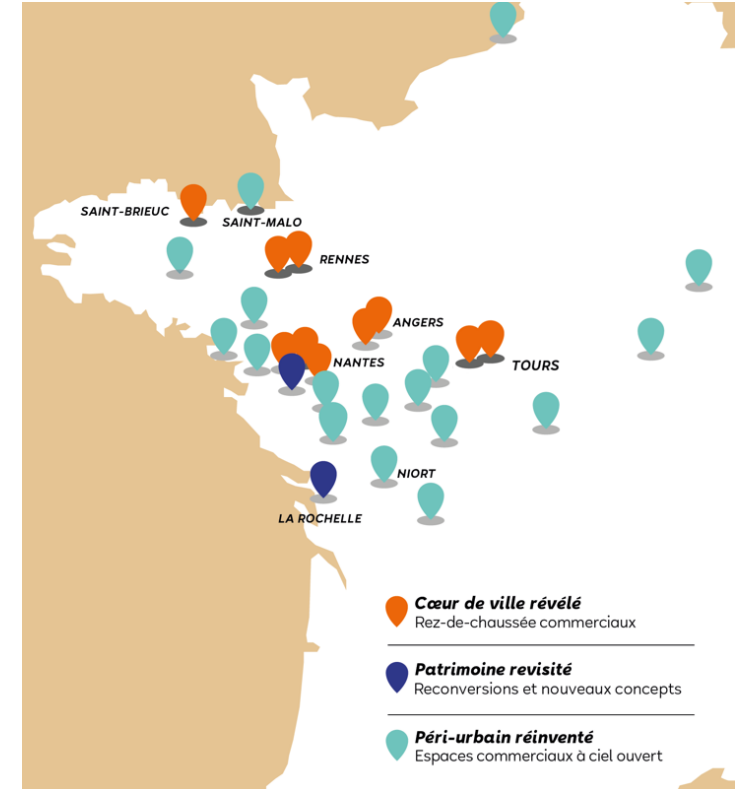 SAINT-BRIEUC
SAINT-MALO
RENNES
ANGERS
NANTES
TOURS
NIORT
LA ROCHELLE
Cœur de ville révélé
Rez-de-chaussée commerciaux
Patrimoine revisité
Reconversions et nouveaux concepts
Péri-urbain réinventé
Espaces commerciaux à ciel ouvert